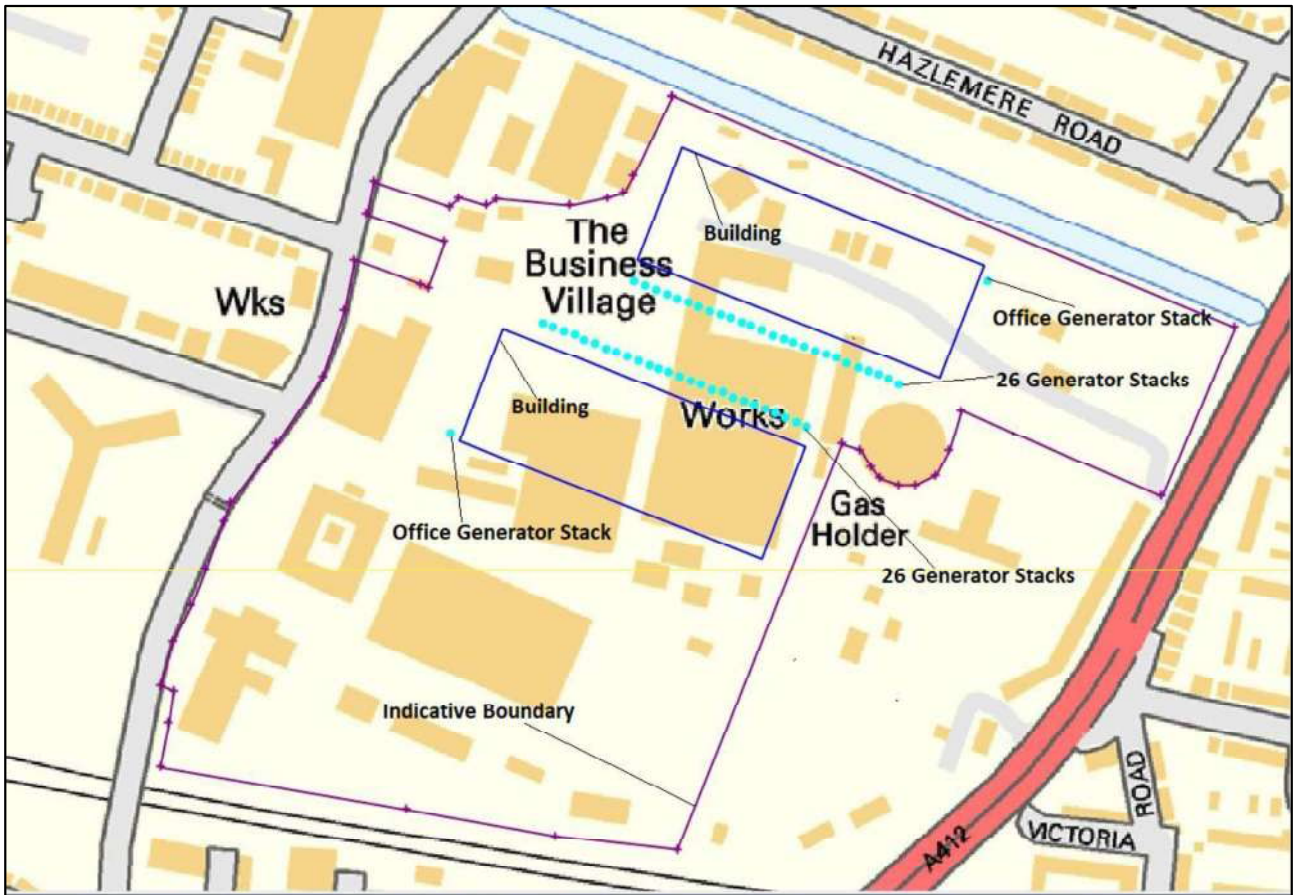 HAZLEMERE ROAD
The
Business
Village
Building
Wks
Office Generator Stack
26 Generator Stacks
Building
Works
Gas
Holder
Office Generator Stack
26 Generator Stacks
Indicative Boundary
A412
VICTORIA
ROAD